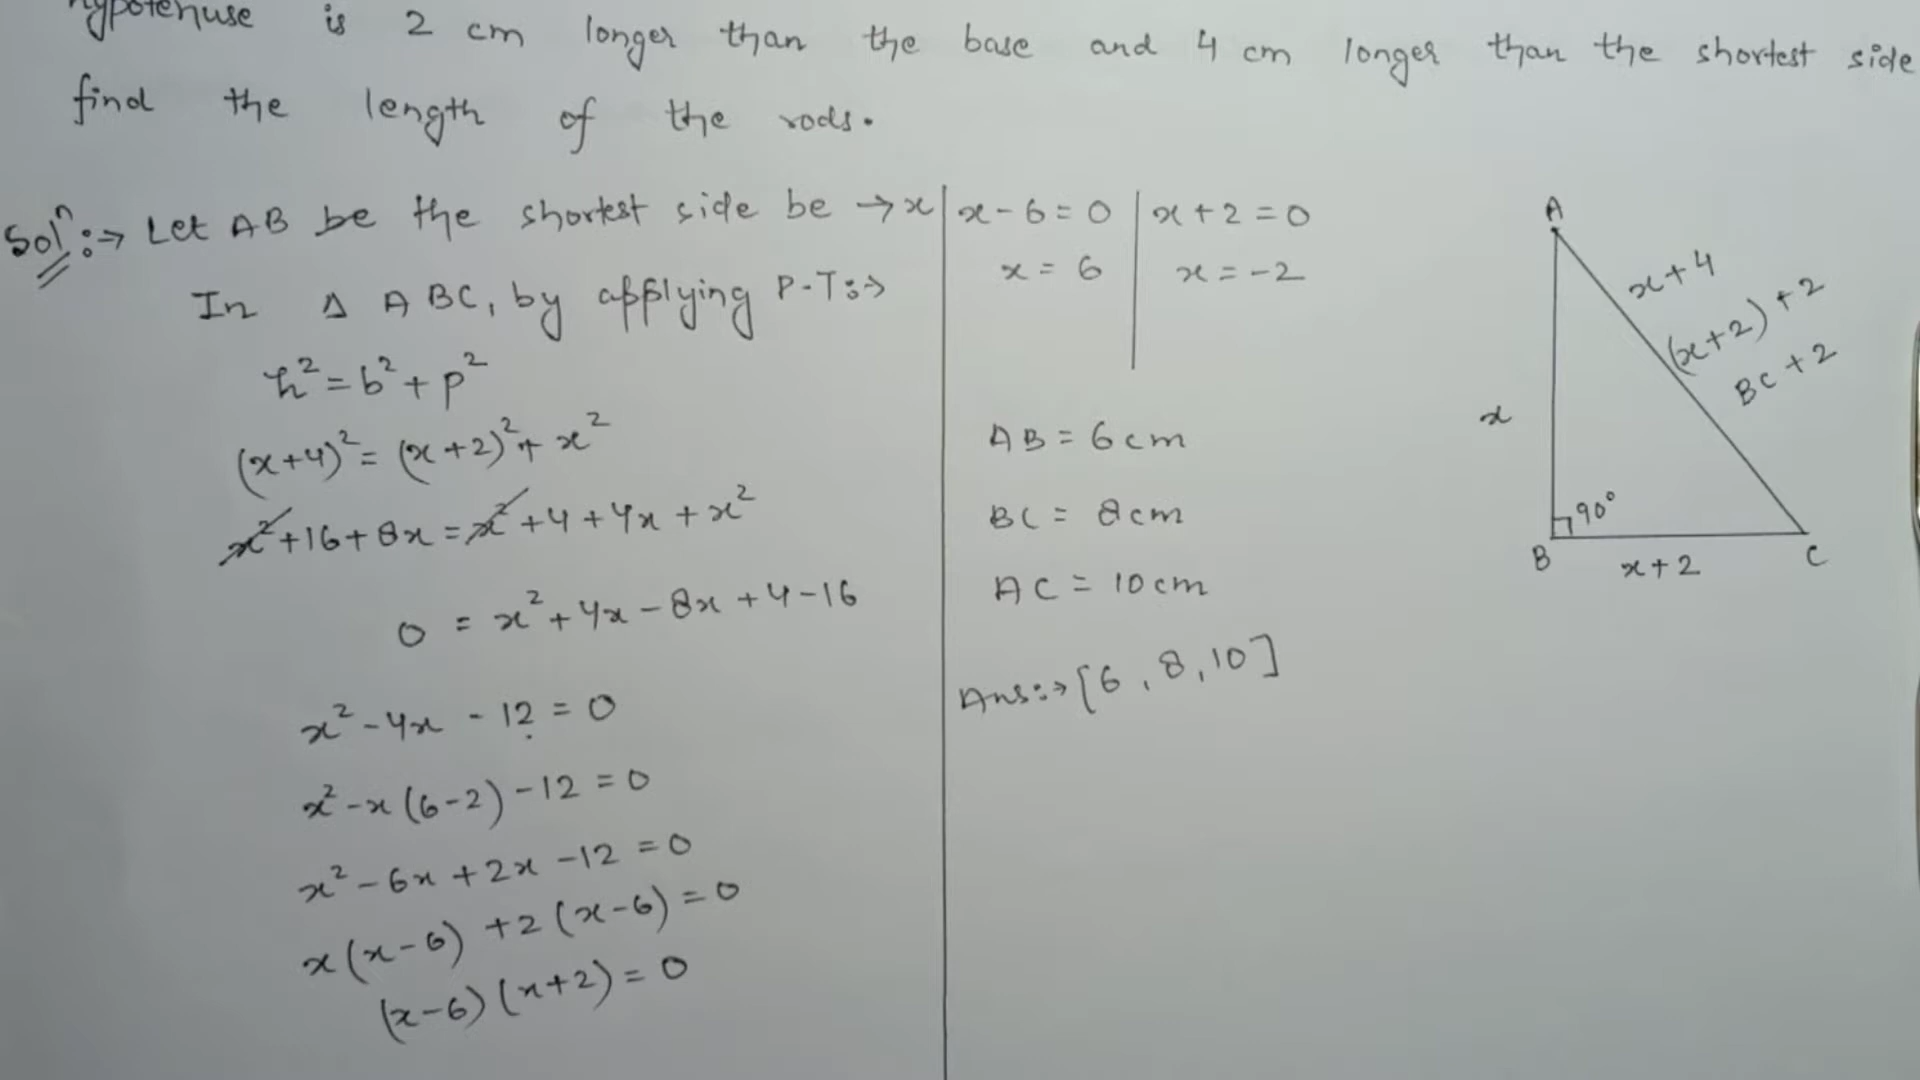 hypotenuse is 2 cm longer than the base and 4 cm longer than the shortest side
find the length of the rods.
Solⁿ:→ Let AB be the shortest side be → x
In Δ ABC, by applying P-T:→
h² = b² + p²
(x+4)² = (x+2)² + x²
x² + 16 + 8x = x² + 4 + 4x + x²
0 = x² + 4x - 8x + 4 - 16
x² - 4x - 12 = 0
x² - x (6-2) - 12 = 0
x² - 6x + 2x - 12 = 0
x(x-6) + 2(x-6) = 0
(x-6)(x+2) = 0
x - 6 = 0
x = 6
x + 2 = 0
x = -2
AB = 6 cm
BC = 8 cm
AC = 10 cm
Ans:→ [6, 8, 10]
A
x+4
(x+2)+2
BC+2
x
90°
B
x+2
C